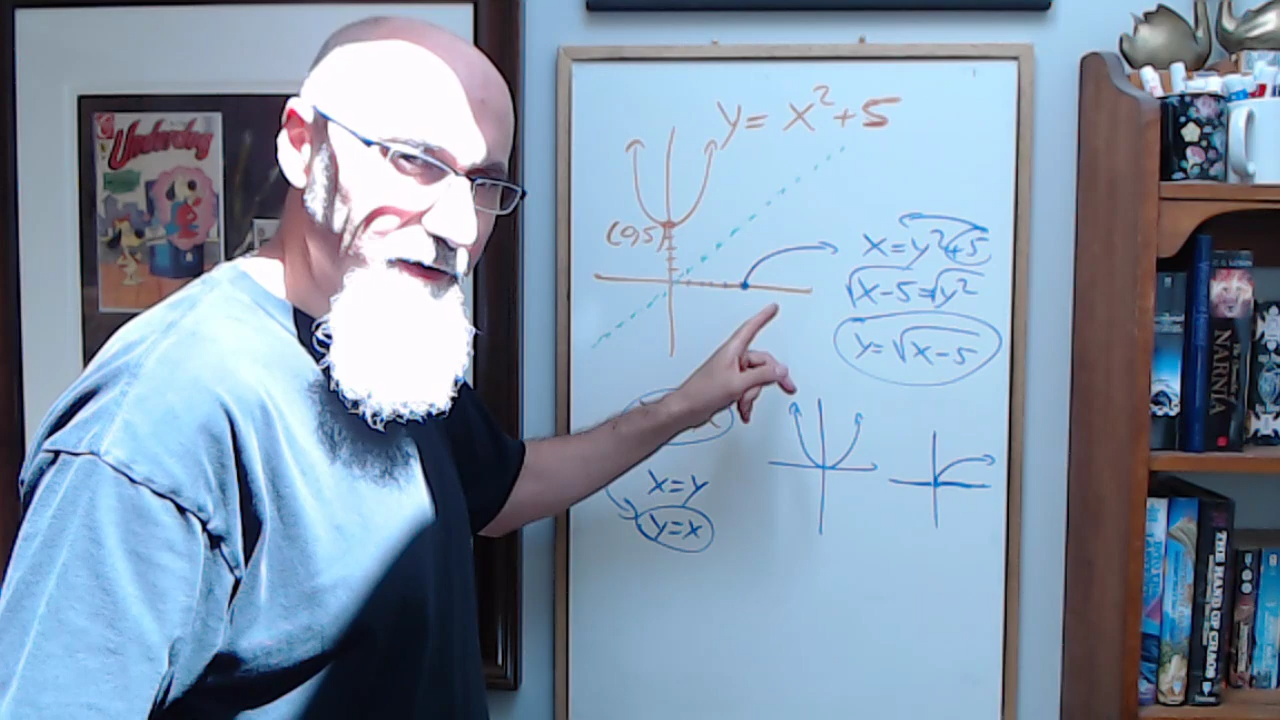 Underdog
y = x²+5
(0,5)
x=y²+5
√x-5=√y²
y=√x-5
x
x=y
y=x
NARNIA
THE HAND OF CHAOS